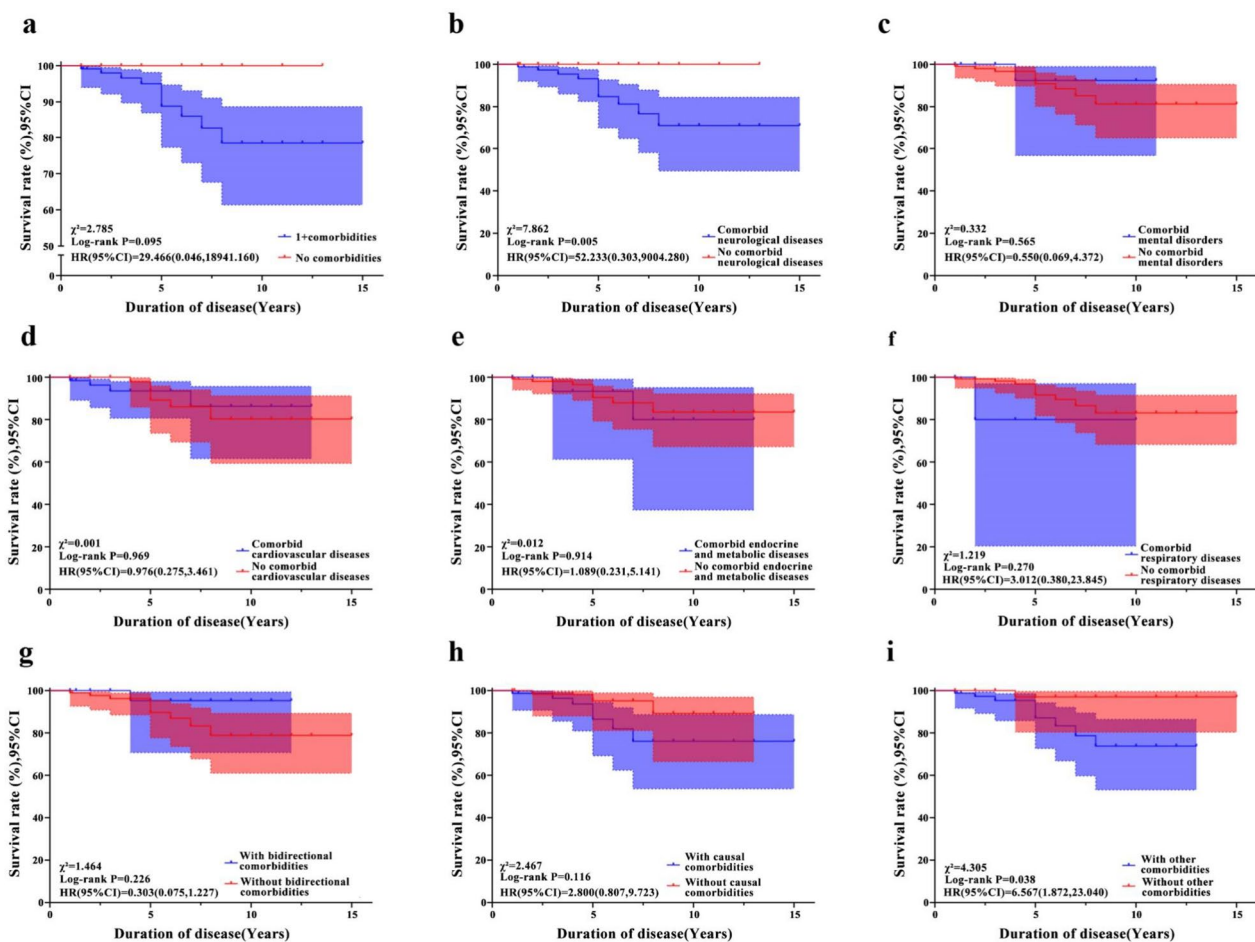 a
100
90
80
70
60
50
0
Survival rate (%),95%CI
χ²=2.785
Log-rank P=0.095
HR(95%CI)=29.466(0.046,18941.160)
1+comorbidities
No comorbidities
0
5
10
15
Duration of disease(Years)
b
100
80
60
40
20
0
Survival rate (%),95%CI
χ²=7.862
Log-rank P=0.005
HR(95%CI)=52.233(0.303,9004.280)
Comorbid
neurological diseases
No comorbid
neurological diseases
0
5
10
15
Duration of disease(Years)
c
100
80
60
40
20
0
Survival rate (%),95%CI
χ²=0.332
Log-rank P=0.565
HR(95%CI)=0.550(0.069,4.372)
Comorbid
mental disorders
No comorbid
mental disorders
0
5
10
15
Duration of disease(Years)
d
100
80
60
40
20
0
Survival rate (%),95%CI
χ²=0.001
Log-rank P=0.969
HR(95%CI)=0.976(0.275,3.461)
Comorbid
cardiovascular diseases
No comorbid
cardiovascular diseases
0
5
10
15
Duration of disease(Years)
e
100
80
60
40
20
0
Survival rate (%),95%CI
χ²=0.012
Log-rank P=0.914
HR(95%CI)=1.089(0.231,5.141)
Comorbid endocrine
and metabolic diseases
No comorbid endocrine
and metabolic diseases
0
5
10
15
Duration of disease(Years)
f
100
80
60
40
20
0
Survival rate (%),95%CI
χ²=1.219
Log-rank P=0.270
HR(95%CI)=3.012(0.380,23.845)
Comorbid
respiratory diseases
No comorbid
respiratory diseases
0
5
10
15
Duration of disease(Years)
g
100
80
60
40
20
0
Survival rate (%),95%CI
χ²=1.464
Log-rank P=0.226
HR(95%CI)=0.303(0.075,1.227)
With bidirectional
comorbidities
Without bidirectional
comorbidities
0
5
10
15
Duration of disease(Years)
h
100
80
60
40
20
0
Survival rate (%),95%CI
χ²=2.467
Log-rank P=0.116
HR(95%CI)=2.800(0.807,9.723)
With causal
comorbidities
Without causal
comorbidities
0
5
10
15
Duration of disease(Years)
i
100
80
60
40
20
0
Survival rate (%),95%CI
χ²=4.305
Log-rank P=0.038
HR(95%CI)=6.567(1.872,23.040)
With other
comorbidities
Without other
comorbidities
0
5
10
15
Duration of disease(Years)